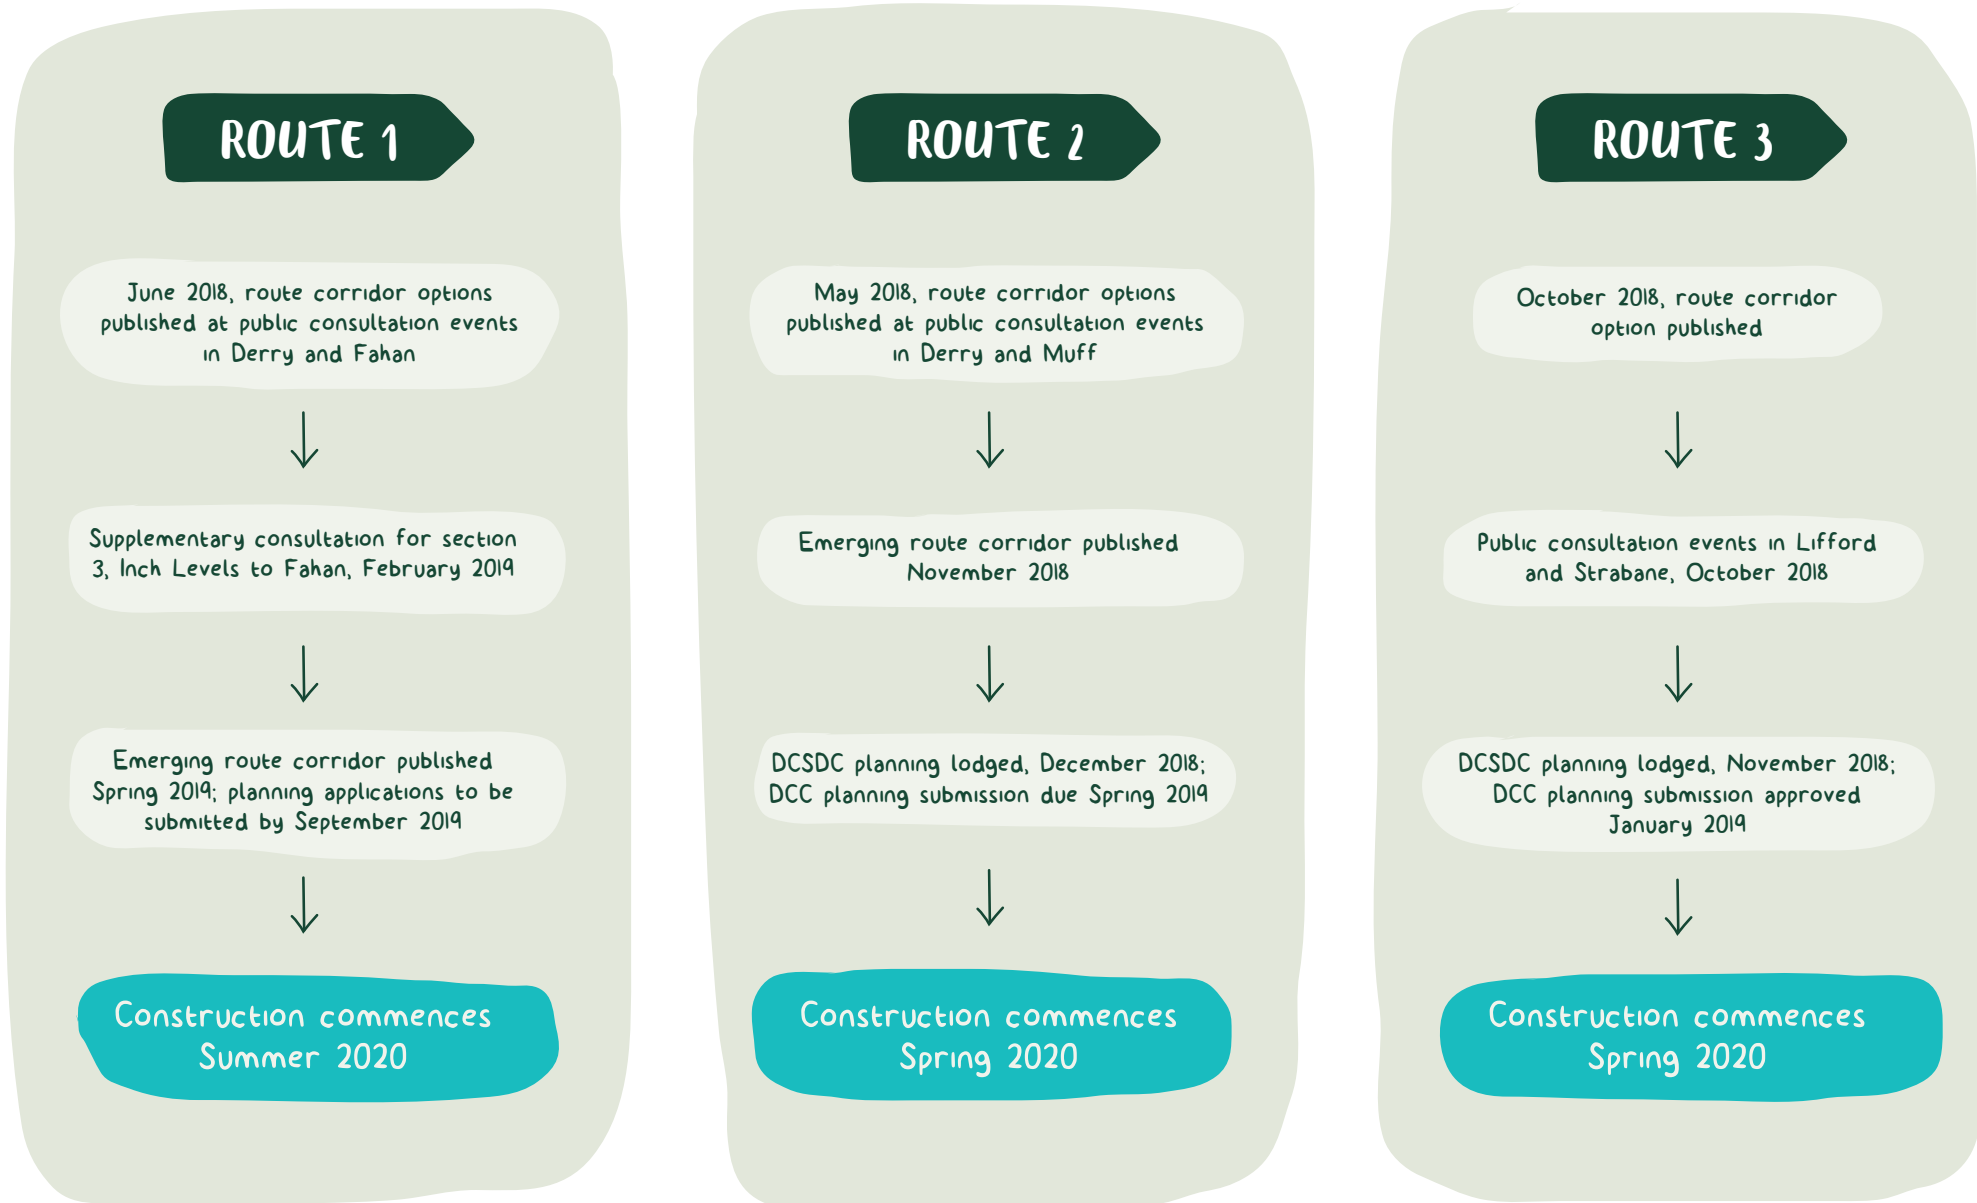 ROUTE 1
June 2018, route corridor options
published at public consultation events
in Derry and Fahan
Supplementary consultation for section
3, Inch Levels to Fahan, February 2019
Emerging route corridor published
Spring 2019; planning applications to be
submitted by September 2019
Construction commences
Summer 2020
ROUTE 2
May 2018, route corridor options
published at public consultation events
in Derry and Muff
Emerging route corridor published
November 2018
DCSDC planning lodged, December 2018;
DCC planning submission due Spring 2019
Construction commences
Spring 2020
ROUTE 3
October 2018, route corridor
option published
Public consultation events in Lifford
and Strabane, October 2018
DCSDC planning lodged, November 2018;
DCC planning submission approved
January 2019
Construction commences
Spring 2020